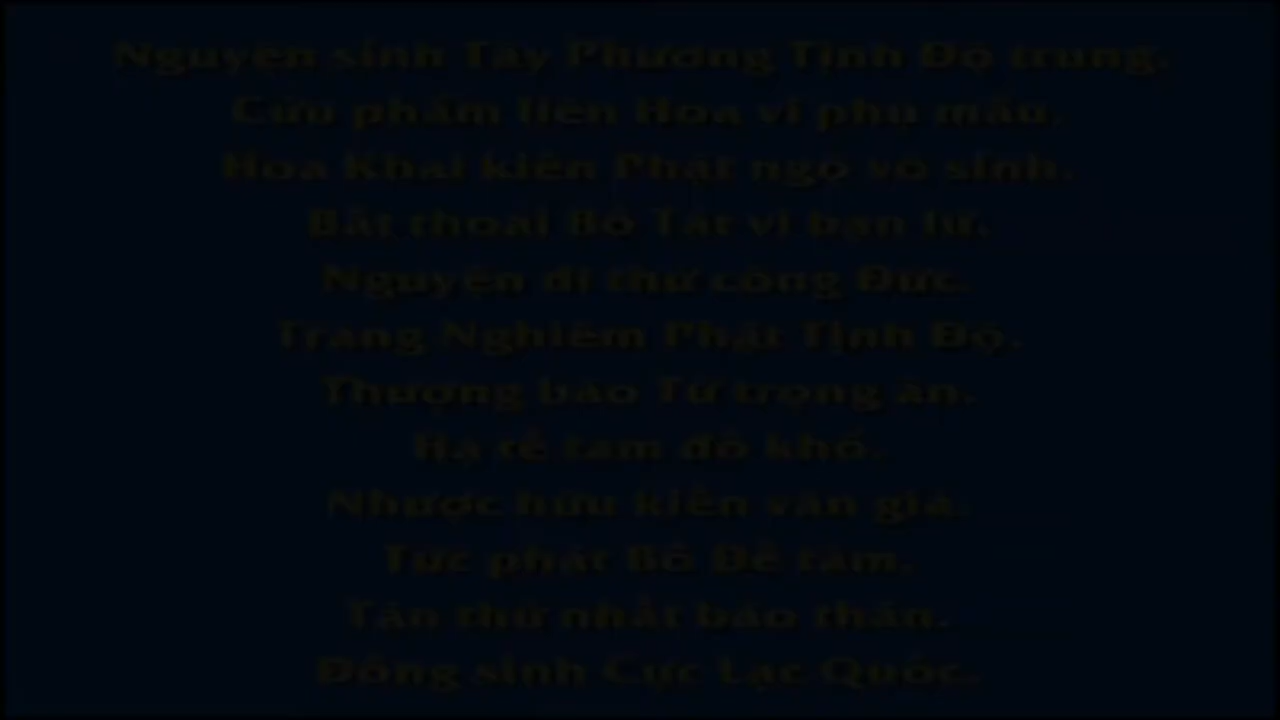 Nguyện sinh Tây Phương Tịnh Độ trung.
Cửu phẩm liên Hoa vi phụ mẫu.
Hoa Khai kiến Phật ngộ vô sinh.
Bất thoái Bồ Tát vi bạn lữ.
Nguyện dĩ thử công Đức.
Trang Nghiêm Phật Tịnh Độ.
Thượng báo Tứ trọng ân.
Hạ tế tam đồ khổ.
Nhược hữu kiến văn giả.
Tức phát Bồ Đề tâm.
Tận thử nhất báo thân.
Đồng sinh Cực Lạc Quốc.